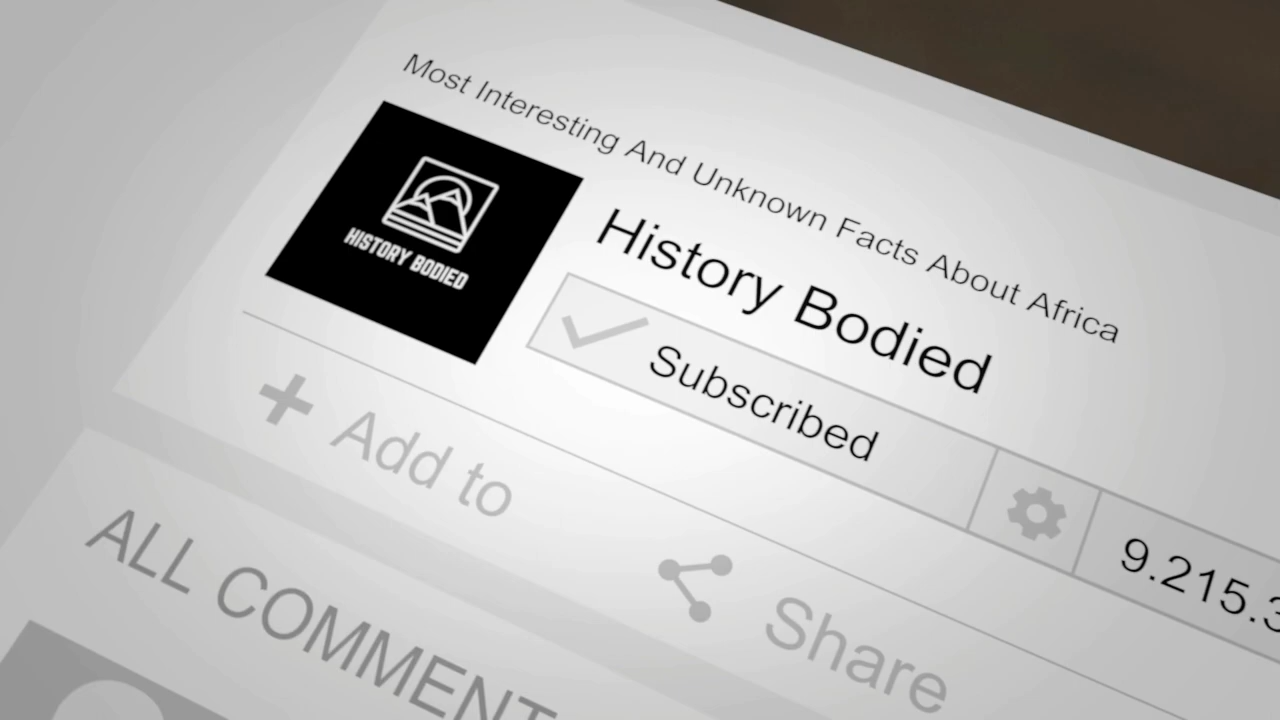 Most Interesting And Unknown Facts About Africa
HISTORY BODIED
History Bodied
Subscribed
9.215.3
Add to
Share
ALL COMMENT